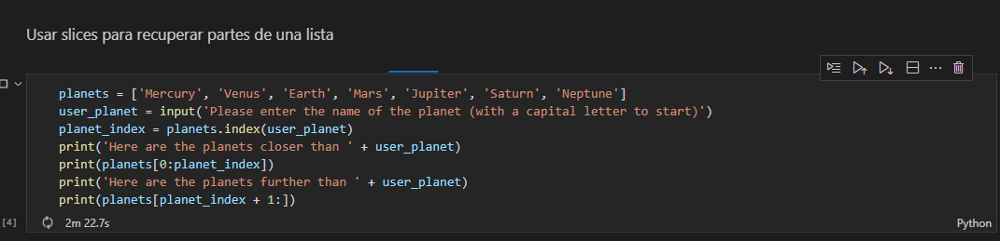 Usar slices para recuperar partes de una lista
planets = ['Mercury', 'Venus', 'Earth', 'Mars', 'Jupiter', 'Saturn', 'Neptune']
user_planet = input('Please enter the name of the planet (with a capital letter to start)')
planet_index = planets.index(user_planet)
print('Here are the planets closer than ' + user_planet)
print(planets[0:planet_index])
print('Here are the planets further than ' + user_planet)
print(planets[planet_index + 1:])
[4] 2m 22.7s Python